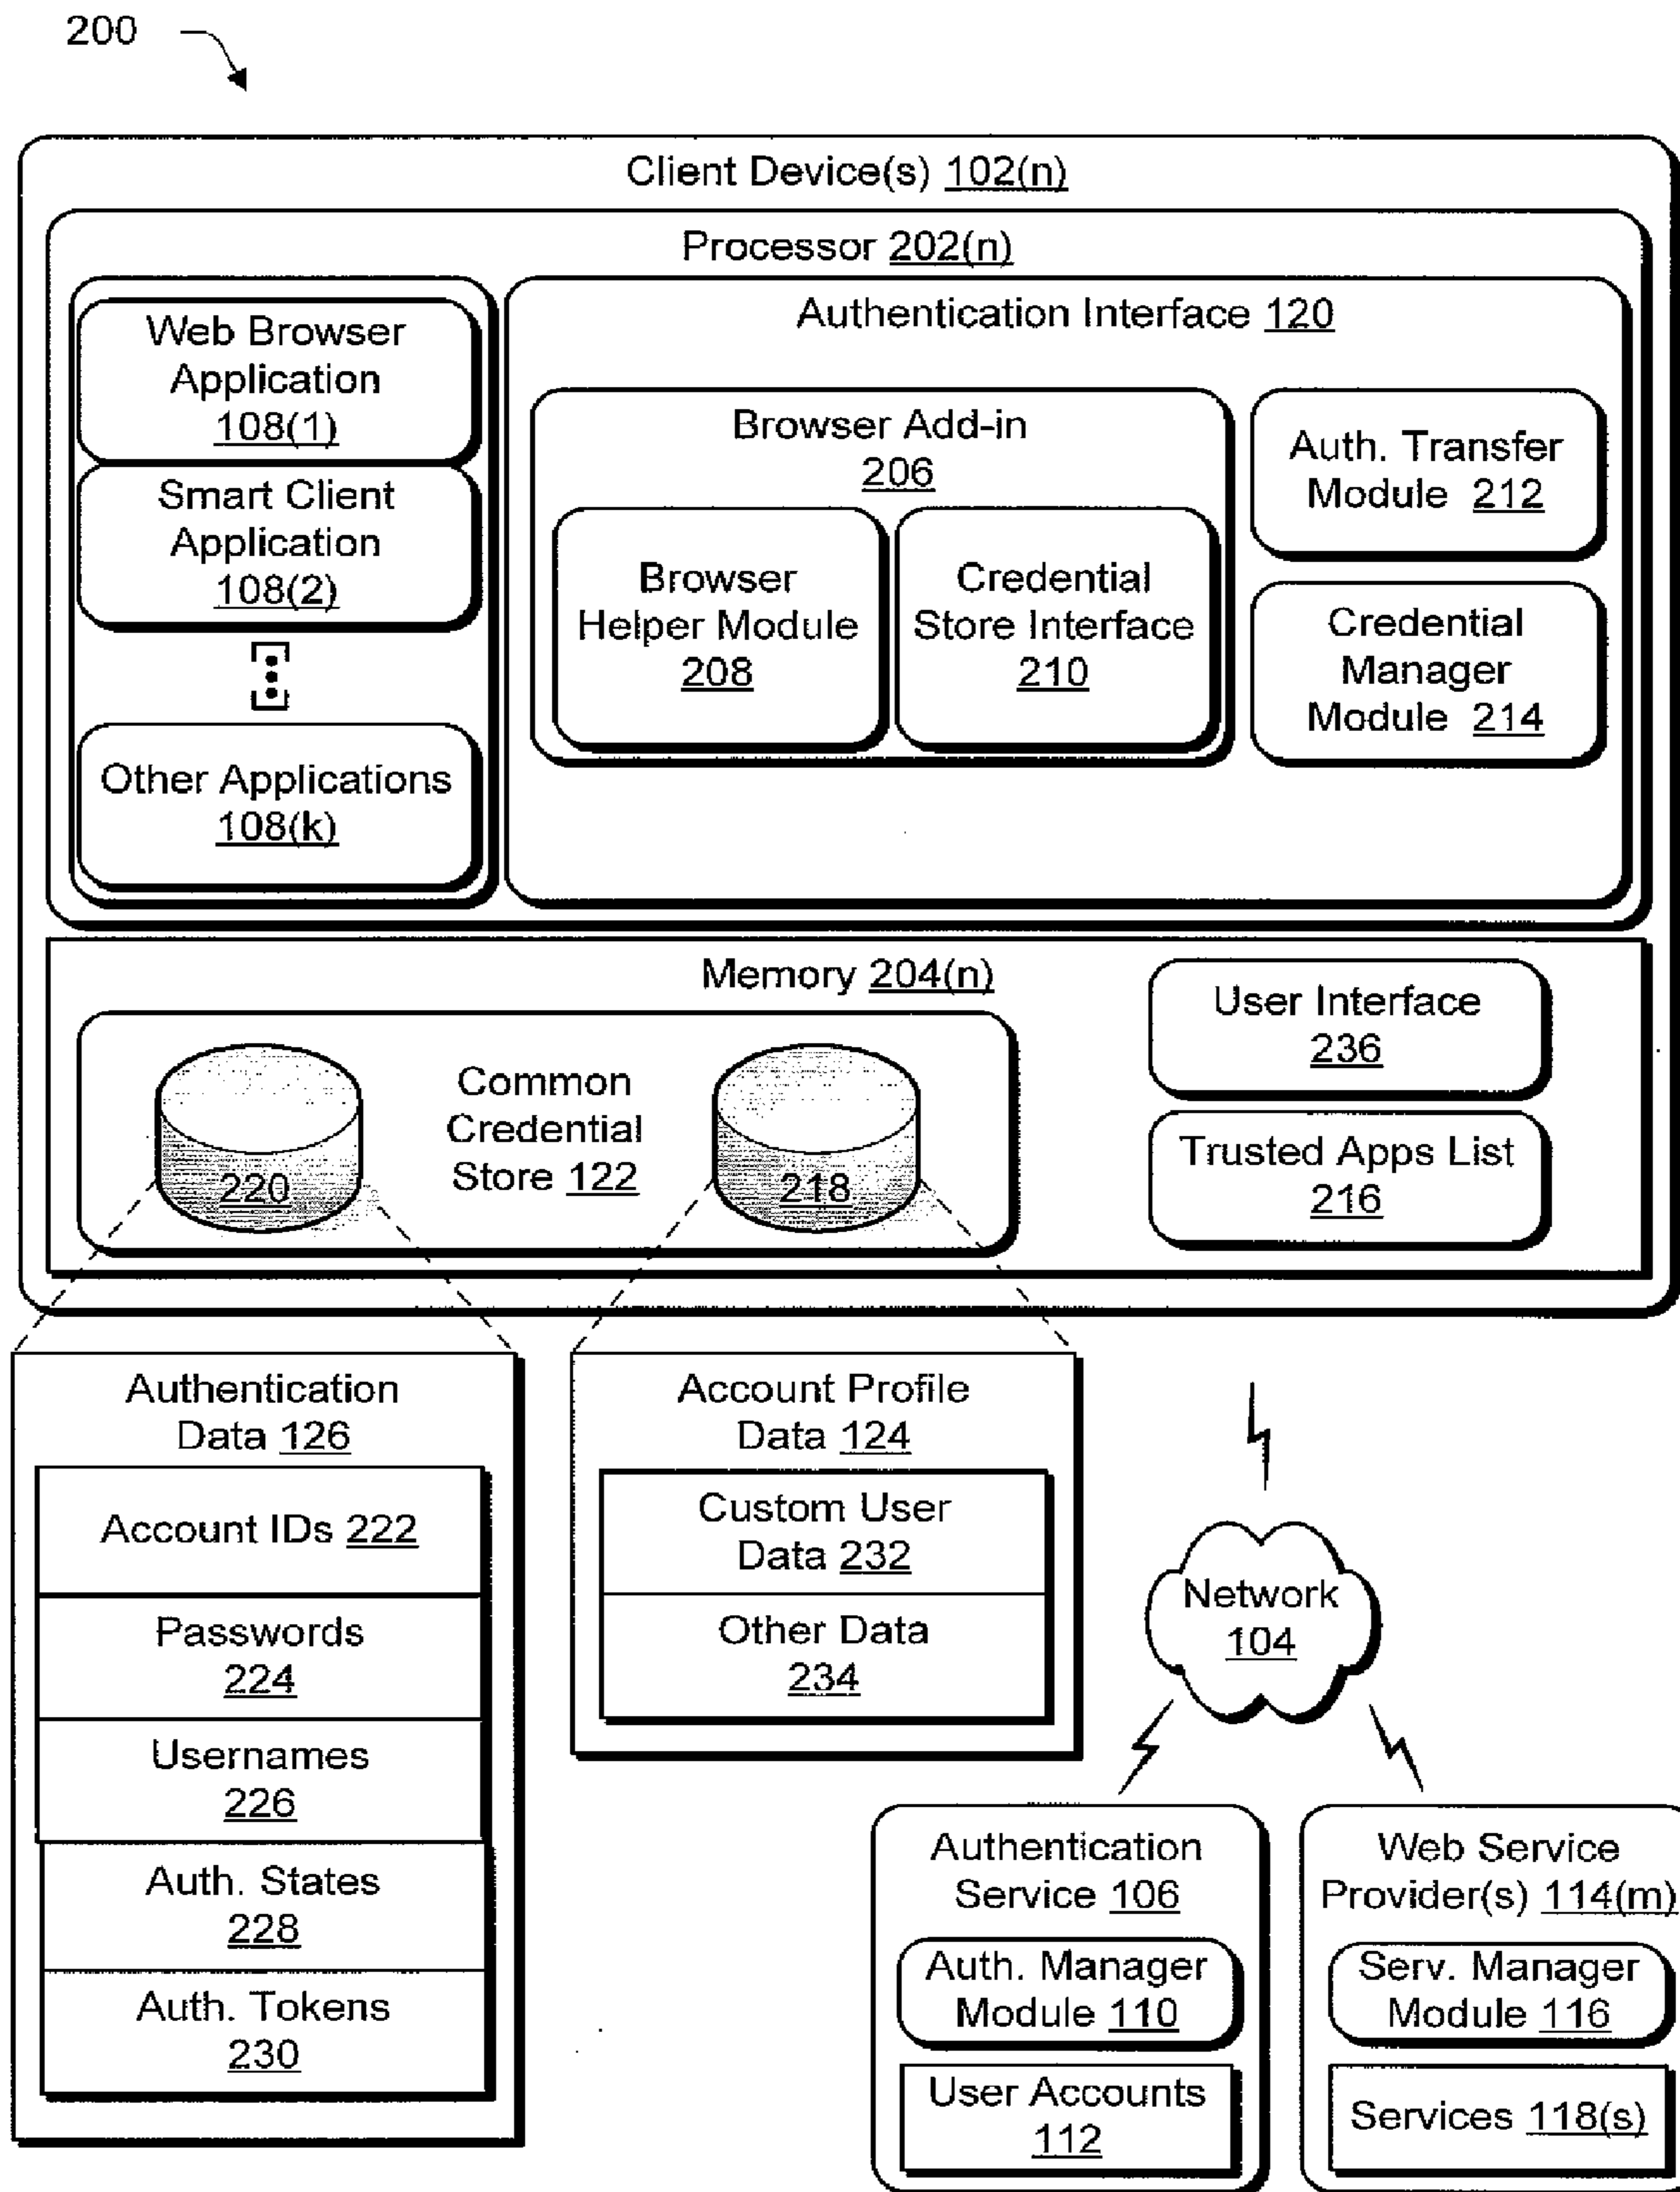 200
Client Device(s) 102(n)
Processor 202(n)
Web Browser
Application
108(1)
Smart Client
Application
108(2)
Other Applications
108(k)
Authentication Interface 120
Browser Add-in
206
Browser
Helper Module
208
Credential
Store Interface
210
Auth. Transfer
Module 212
Credential
Manager
Module 214
Memory 204(n)
220
Common
Credential
Store 122
218
User Interface
236
Trusted Apps List
216
Authentication
Data 126
Account IDs 222
Passwords
224
Usernames
226
Auth. States
228
Auth. Tokens
230
Account Profile
Data 124
Custom User
Data 232
Other Data
234
Network
104
Authentication
Service 106
Auth. Manager
Module 110
User Accounts
112
Web Service
Provider(s) 114(m)
Serv. Manager
Module 116
Services 118(s)